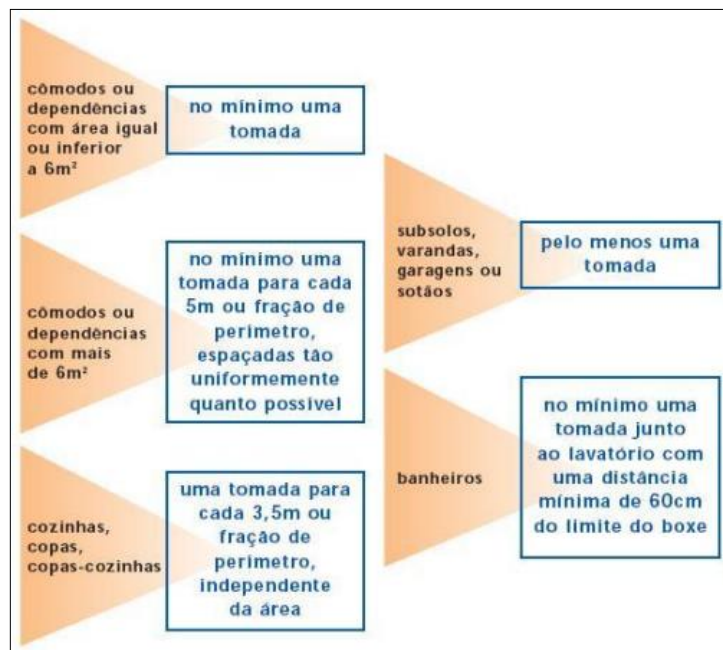 cômodos ou
dependências
com área igual
ou inferior
a 6m²
no mínimo uma
tomada
cômodos ou
dependências
com mais
de 6m²
no mínimo uma
tomada para cada
5m ou fração de
perímetro,
espaçadas tão
uniformemente
quanto possível
cozinhas,
copas,
copas-cozinhas
uma tomada para
cada 3,5m ou
fração de
perímetro,
independente
da área
subsolos,
varandas,
garagens ou
sotãos
pelo menos uma
tomada
banheiros
no mínimo uma
tomada junto
ao lavatório com
uma distância
mínima de 60cm
do limite do boxe